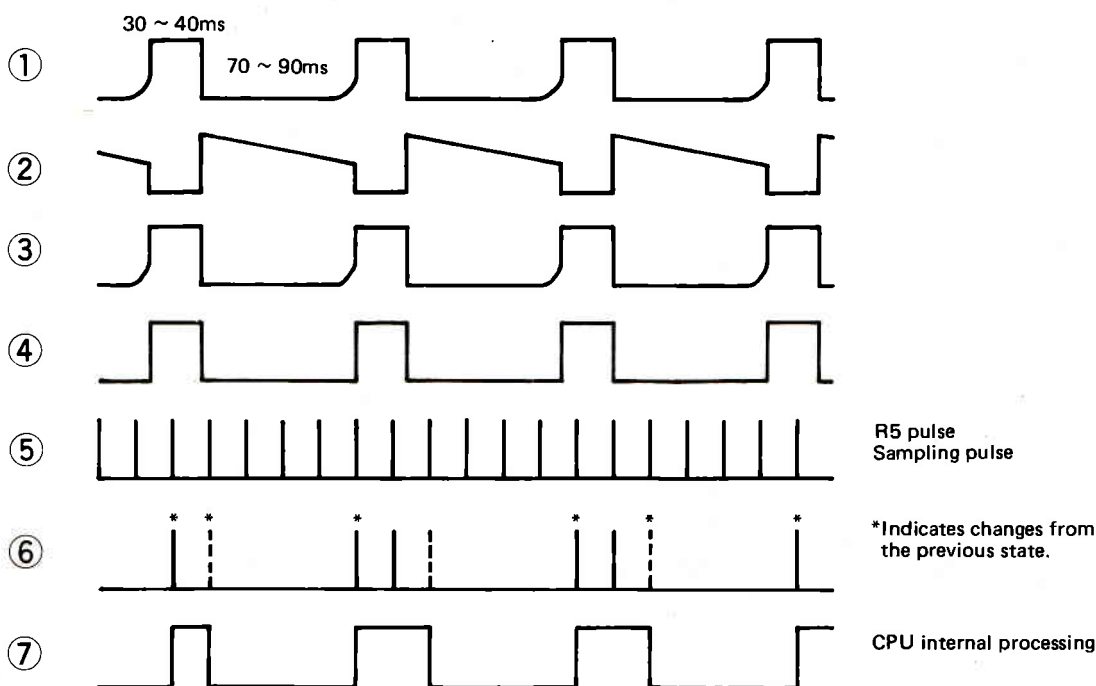 30 ~ 40ms
①
70 ~ 90ms
②
③
④
⑤
R5 pulse
Sampling pulse
* * * * * *
⑥
*Indicates changes from
the previous state.
⑦
CPU internal processing